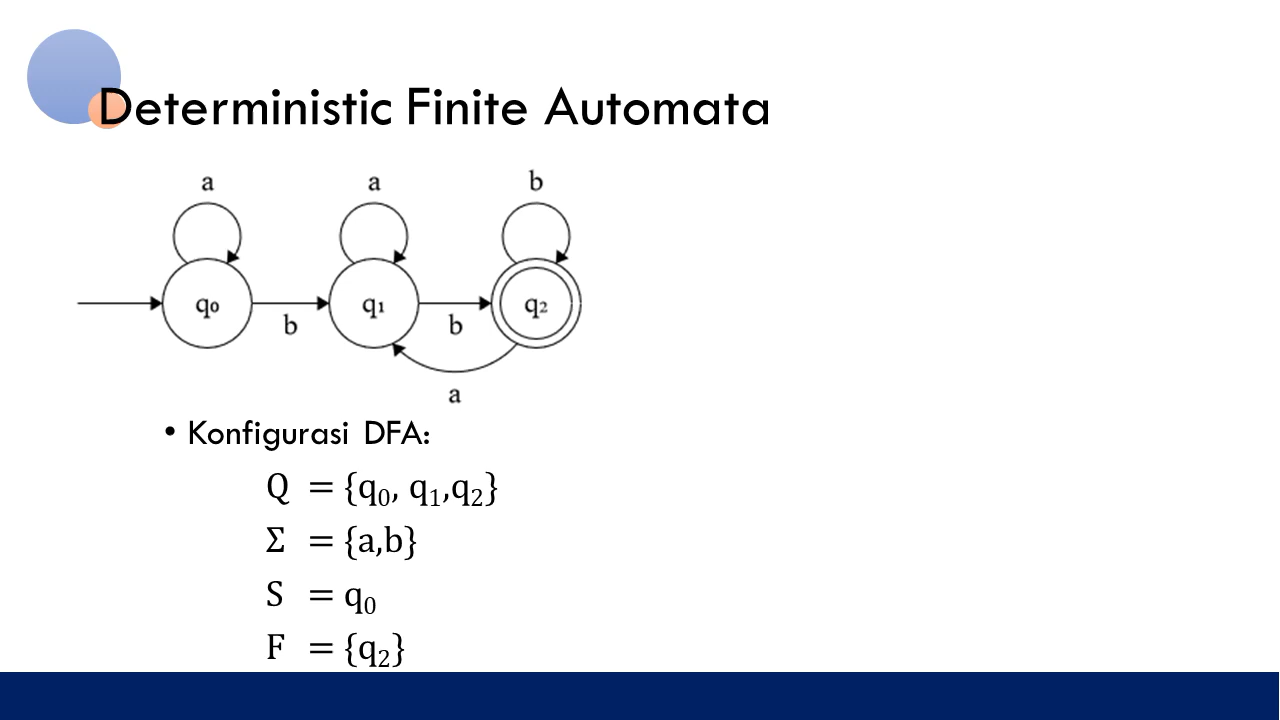 Deterministic Finite Automata
a a b
q₀ q₁ q₂
b b
a
• Konfigurasi DFA:
Q = {q₀, q₁,q₂}
Σ = {a,b}
S = q₀
F = {q₂}